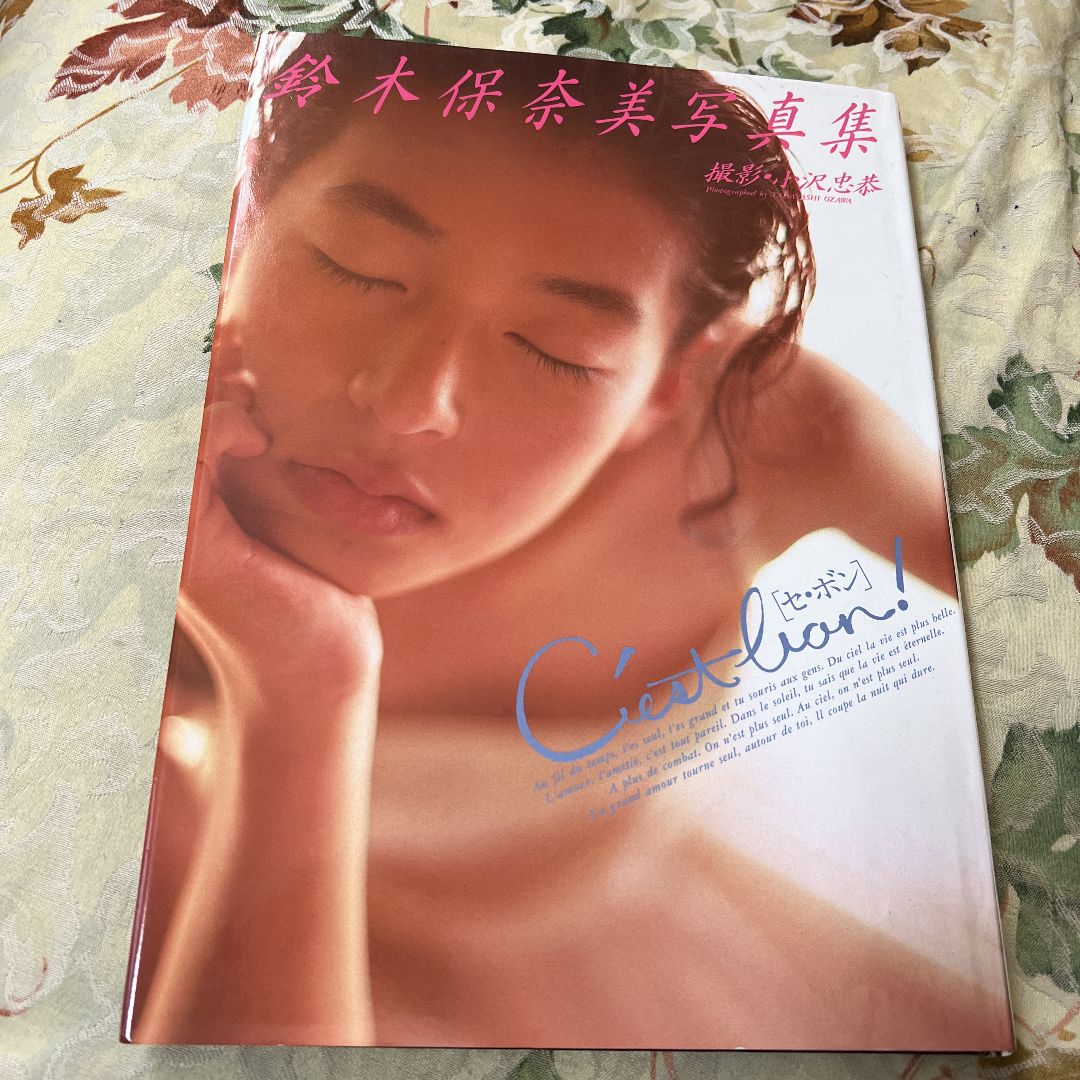 鈴木保奈美写真集
撮影・小沢忠恭
Photographed by TADAYASHI OZAWA
[セ・ボン]
C'est bon!
Au fil du temps, t'es seul, t'es grand et tu souris aux gens. Du ciel la vie est plus belle.
L'amour, l'amitié, c'est tout pareil. Dans le soleil, tu sais que la vie est éternelle.
A plus de combat. On n'est plus seul. Au ciel, on n'est plus seul.
Un grand amour tourne seul, autour de toi, Il coupe la nuit qui dure.